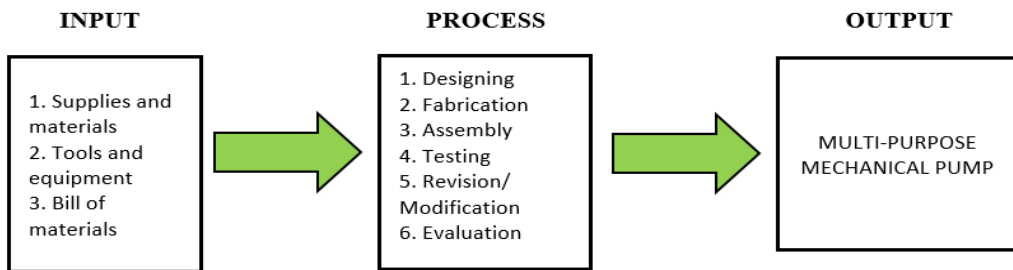 INPUT
PROCESS
OUTPUT
1. Supplies and
materials
2. Tools and
equipment
3. Bill of
materials
1. Designing
2. Fabrication
3. Assembly
4. Testing
5. Revision/
Modification
6. Evaluation
MULTI-PURPOSE
MECHANICAL PUMP